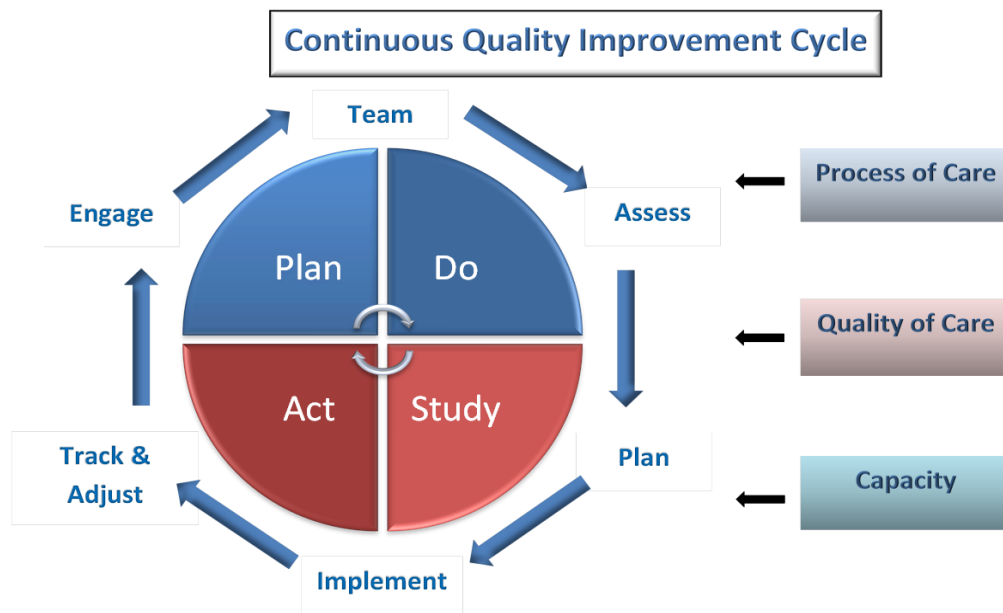 Continuous Quality Improvement Cycle
Team
Engage
Assess
Process of Care
Plan
Do
Quality of Care
Act
Study
Track &
Adjust
Plan
Capacity
Implement